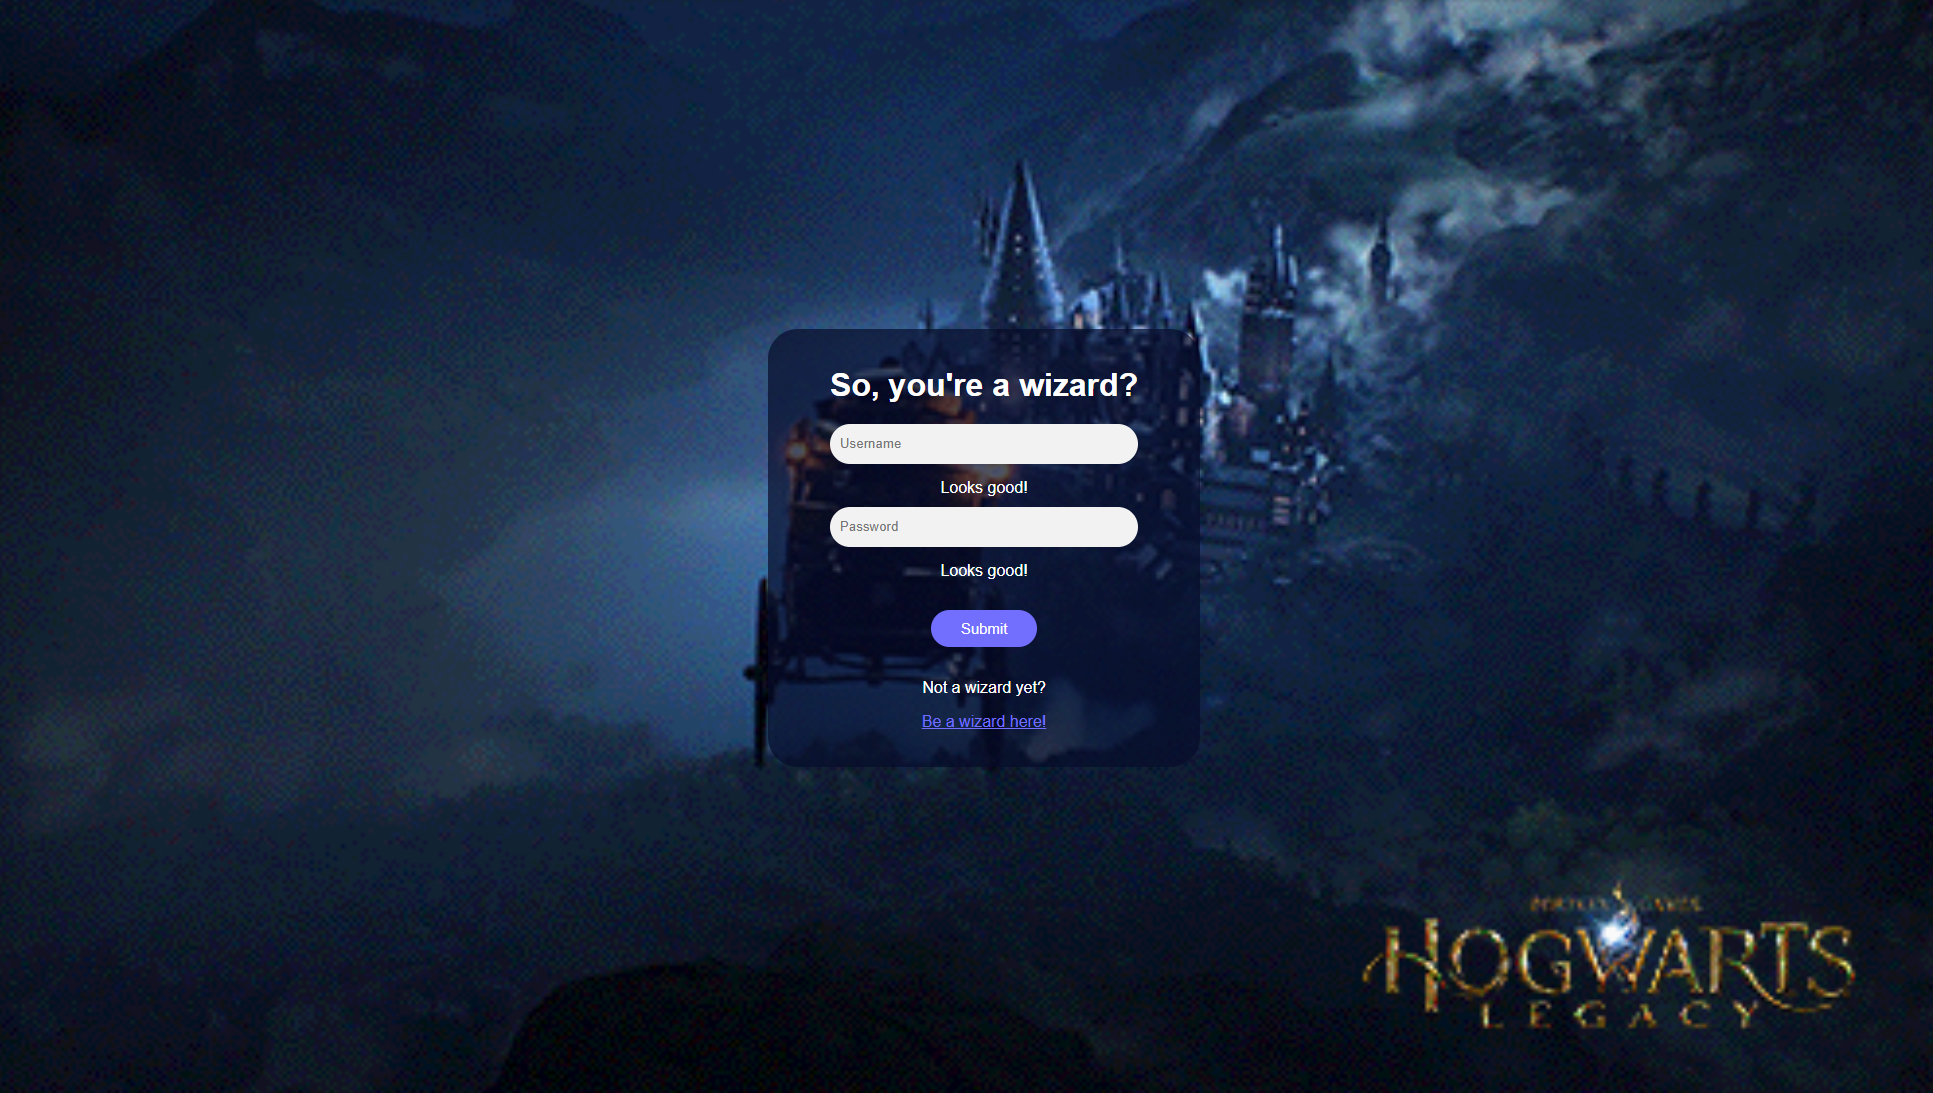 So, you're a wizard?
Username
Looks good!
Password
Looks good!
Submit
Not a wizard yet?
Be a wizard here!
HOGWARTS
LEGACY